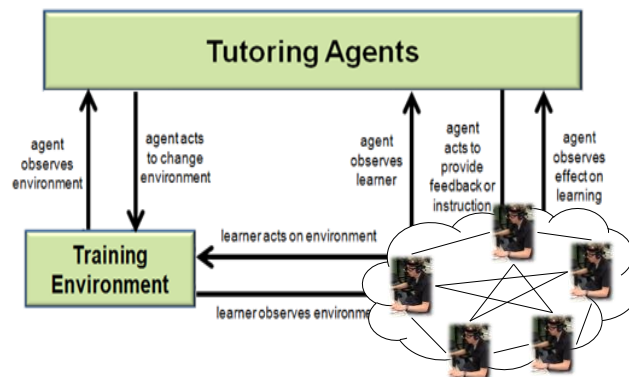 Tutoring Agents
agent
observes
environment
agent acts
to change
environment
agent
observes
learner
agent
acts to
provide
feedback or
instruction
agent
observes
effect on
learning
learner acts on environment
Training
Environment
learner observes environme